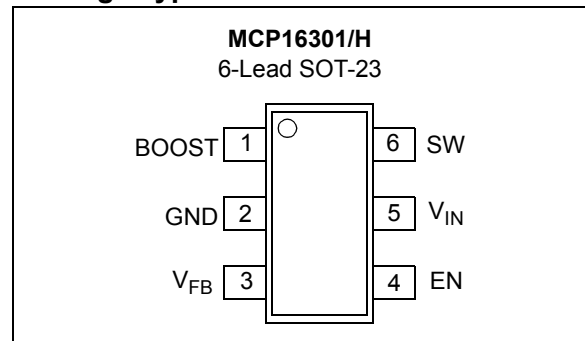 MCP16301/H
6-Lead SOT-23
BOOST 1 6 SW
GND 2 5 VIN
VFB 3 4 EN